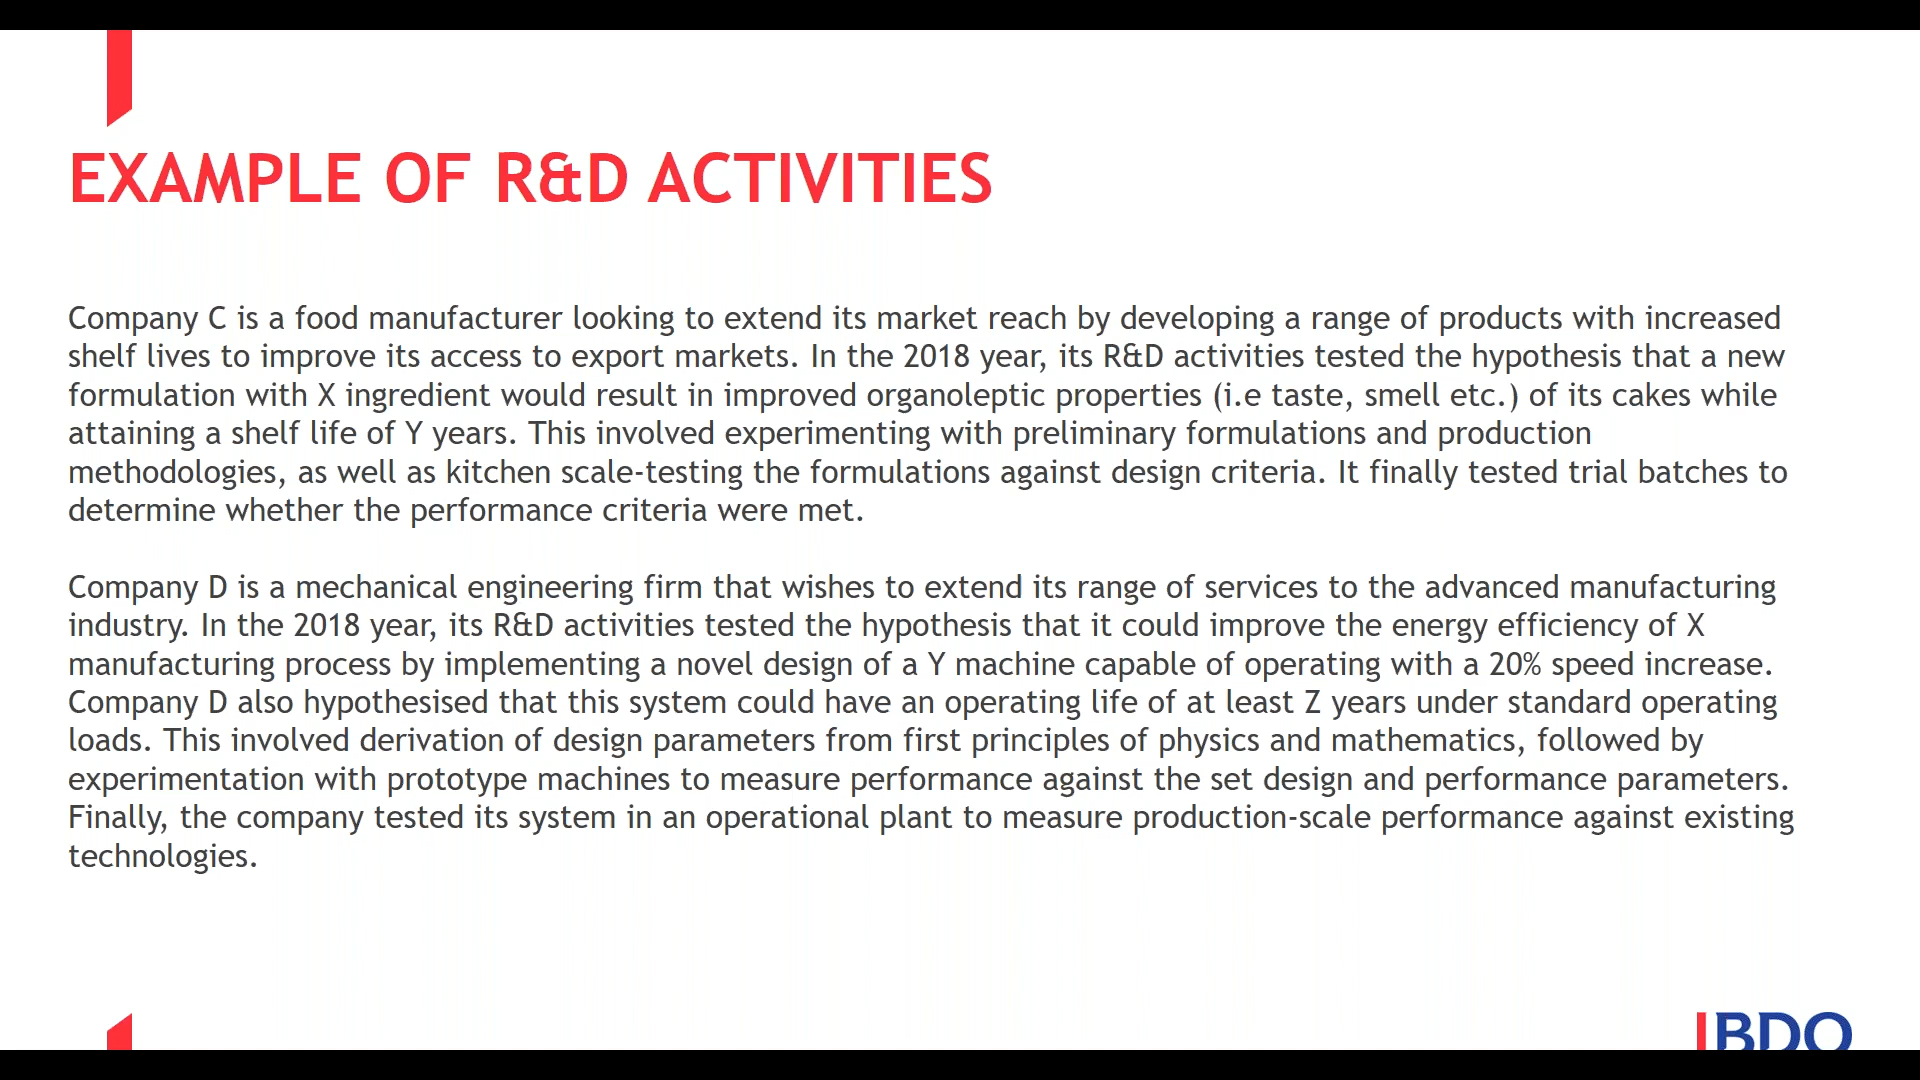 EXAMPLE OF R&D ACTIVITIES
Company C is a food manufacturer looking to extend its market reach by developing a range of products with increased
shelf lives to improve its access to export markets. In the 2018 year, its R&D activities tested the hypothesis that a new
formulation with X ingredient would result in improved organoleptic properties (i.e taste, smell etc.) of its cakes while
attaining a shelf life of Y years. This involved experimenting with preliminary formulations and production
methodologies, as well as kitchen scale-testing the formulations against design criteria. It finally tested trial batches to
determine whether the performance criteria were met.
Company D is a mechanical engineering firm that wishes to extend its range of services to the advanced manufacturing
industry. In the 2018 year, its R&D activities tested the hypothesis that it could improve the energy efficiency of X
manufacturing process by implementing a novel design of a Y machine capable of operating with a 20% speed increase.
Company D also hypothesised that this system could have an operating life of at least Z years under standard operating
loads. This involved derivation of design parameters from first principles of physics and mathematics, followed by
experimentation with prototype machines to measure performance against the set design and performance parameters.
Finally, the company tested its system in an operational plant to measure production-scale performance against existing
technologies.
BDO